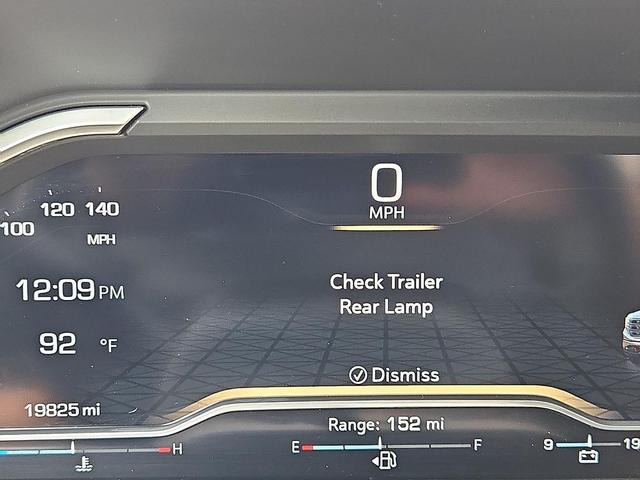 0
MPH
120 140
100
MPH
12:09 PM
92 °F
Check Trailer
Rear Lamp
Dismiss
19825 mi
Range: 152 mi
H
E F
9 19